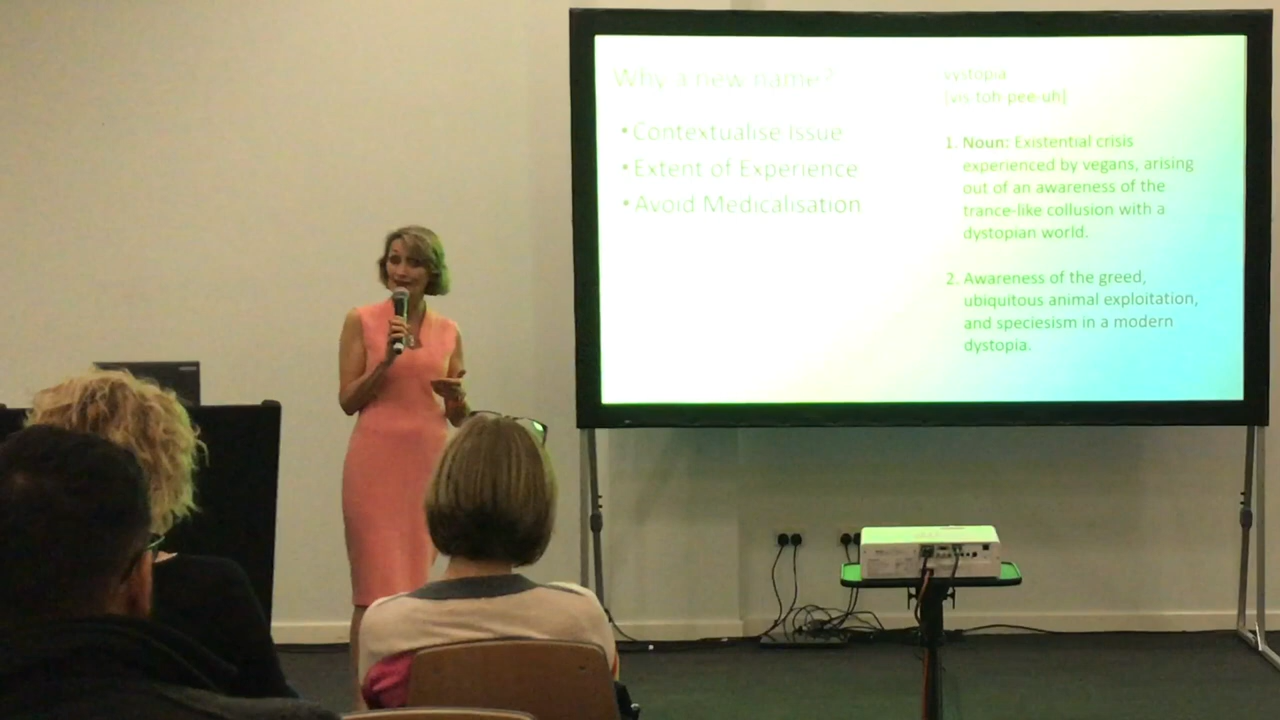 Why a new name?
• Contextualise Issue
• Extent of Experience
• Avoid Medicalisation
vystopia
[vis-toh-pee-uh]
1. Noun: Existential crisis
experienced by vegans, arising
out of an awareness of the
trance-like collusion with a
dystopian world.
2. Awareness of the greed,
ubiquitous animal exploitation,
and speciesism in a modern
dystopia.